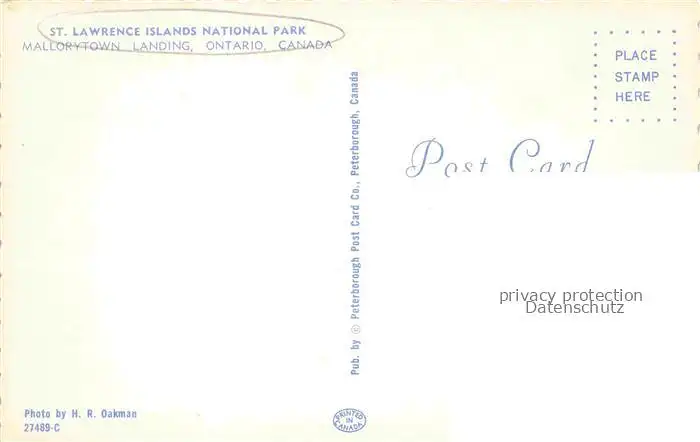 ST. LAWRENCE ISLANDS NATIONAL PARK
MALLORYTOWN LANDING, ONTARIO, CANADA
PLACE
STAMP
HERE
Post Card
Pub. by © Peterborough Post Card Co., Peterborough, Canada
privacy protection
Datenschutz
Photo by H. R. Oakman
27489-C
PRINTED
IN
CANADA